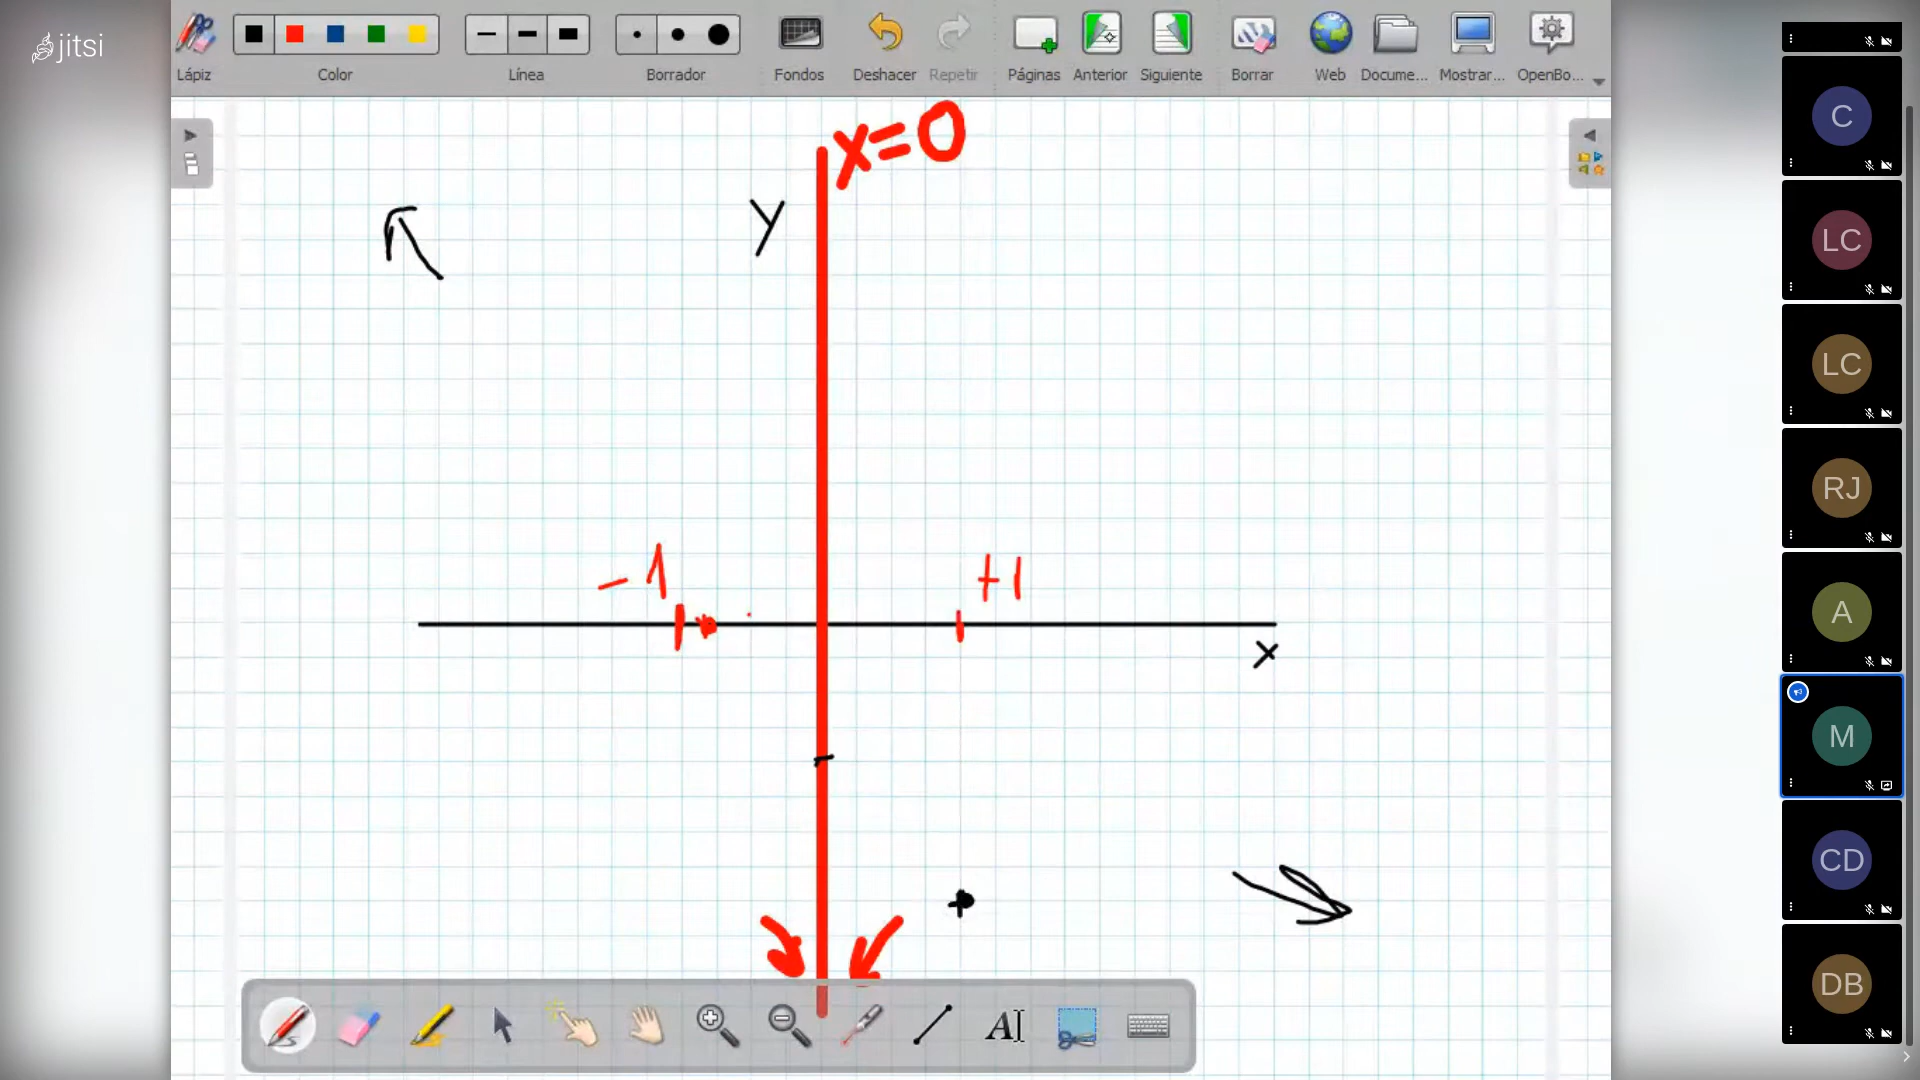 jitsi
Lápiz Color Línea Borrador Fondos Deshacer Repetir Páginas Anterior Siguiente Borrar Web Docume... Mostrar... OpenBo...
x=0
y
-1 +1
x
A
C
LC
LC
RJ
A
M
CD
DB